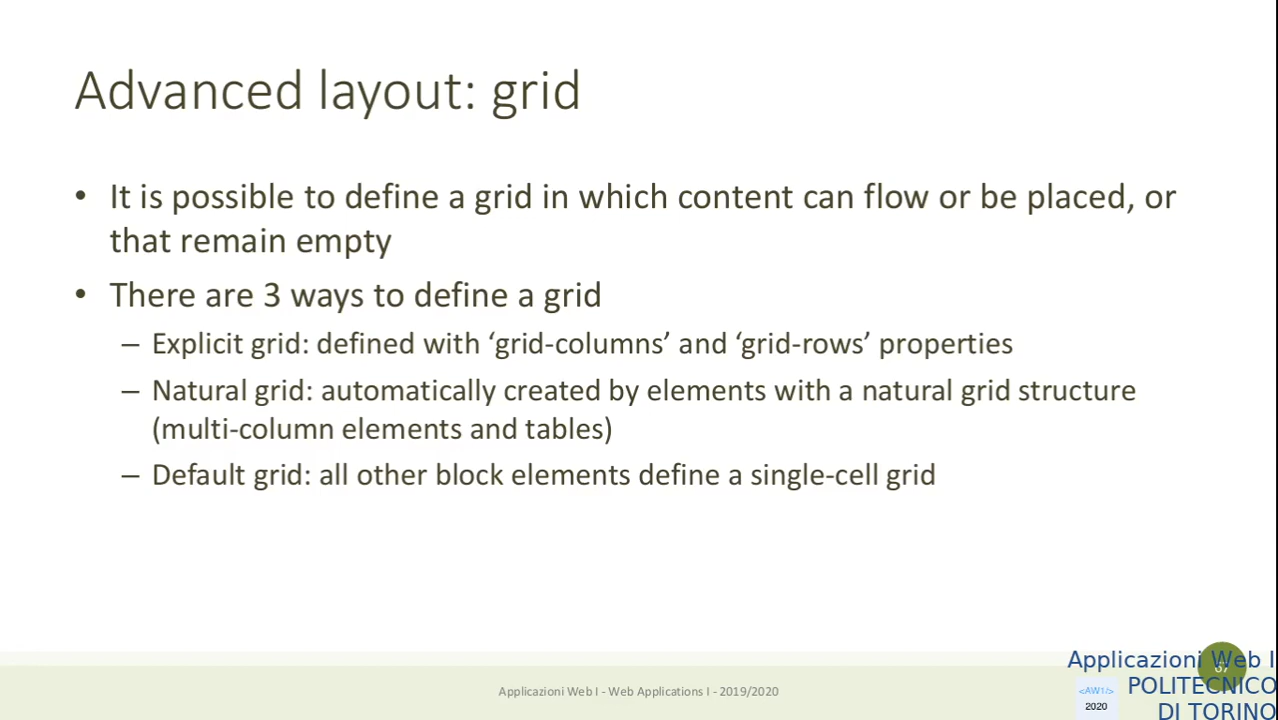 Advanced layout: grid
• It is possible to define a grid in which content can flow or be placed, or
that remain empty
• There are 3 ways to define a grid
– Explicit grid: defined with ‘grid-columns’ and ‘grid-rows’ properties
– Natural grid: automatically created by elements with a natural grid structure
(multi-column elements and tables)
– Default grid: all other block elements define a single-cell grid
Applicazioni Web I - Web Applications I - 2019/2020
Applicazioni Web I
<AW1/>
2020
POLITECNICO
DI TORINO